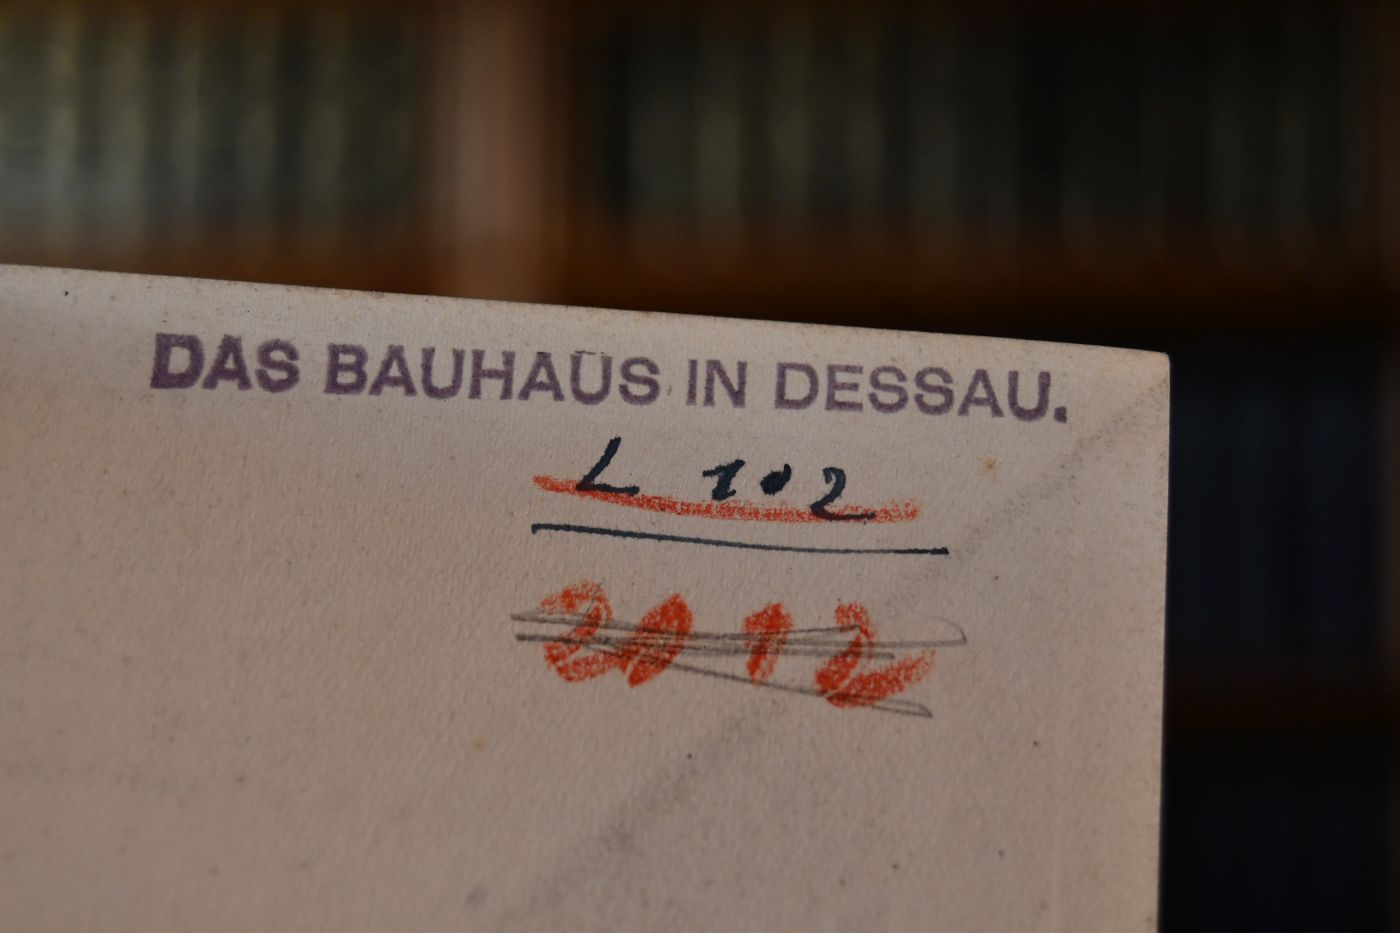 DAS BAUHAUS IN DESSAU.
L 102
2012